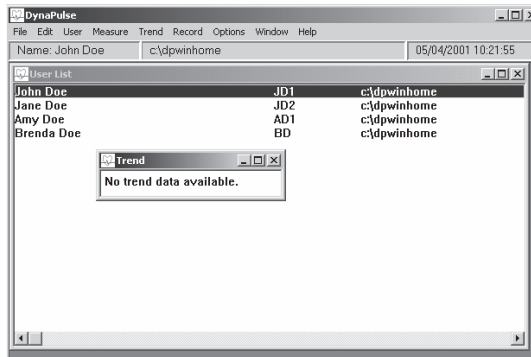 DynaPulse
File Edit User Measure Trend Record Options Window Help
Name: John Doe c:\dpwinhome 05/04/2001 10:21:55
User List
John Doe JD1 c:\dpwinhome
Jane Doe JD2 c:\dpwinhome
Amy Doe AD1 c:\dpwinhome
Brenda Doe BD c:\dpwinhome
Trend
No trend data available.